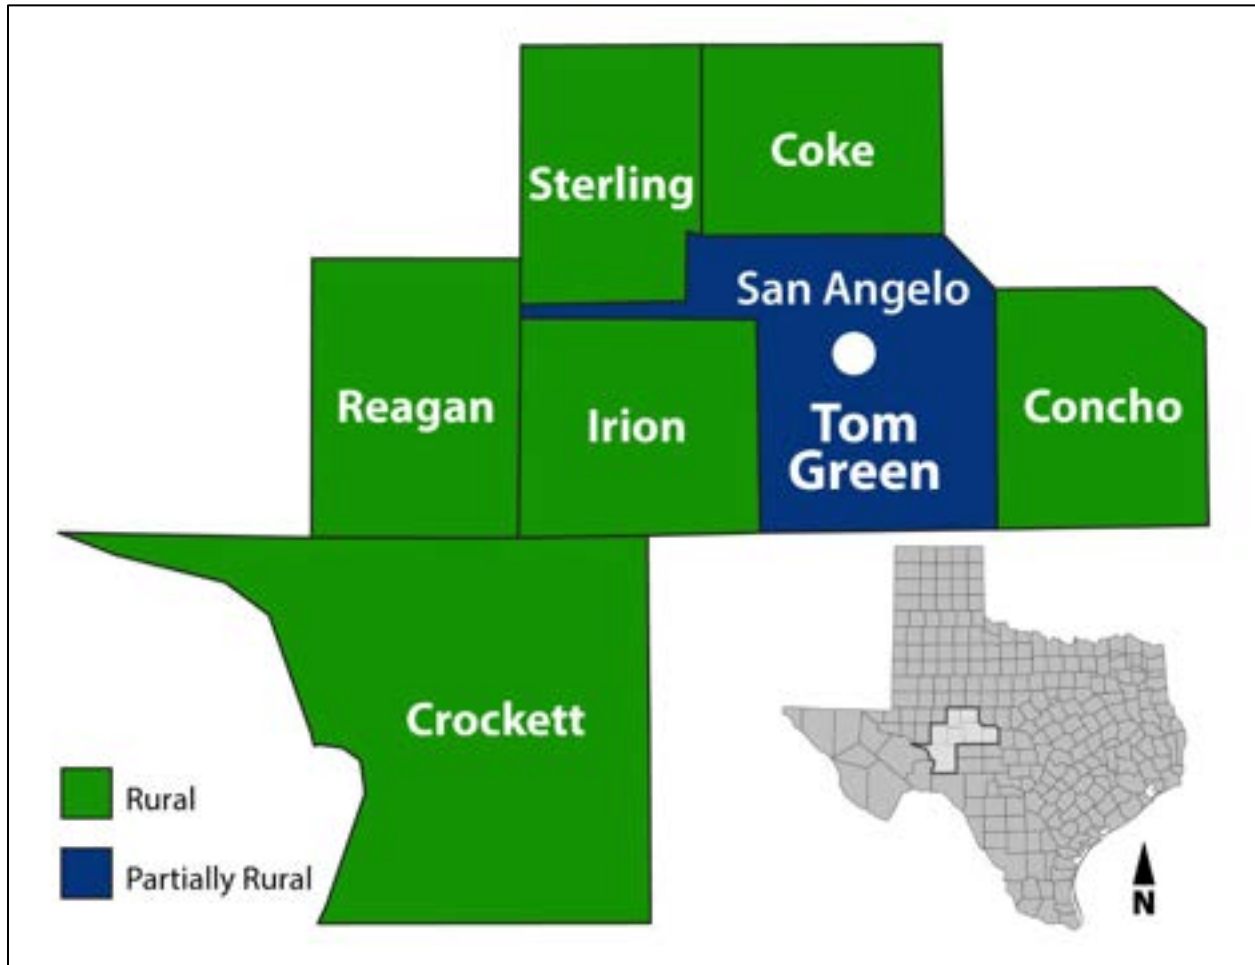 Coke
Sterling
San Angelo
Reagan
Irion
Tom
Green
Concho
Crockett
Rural
Partially Rural
N